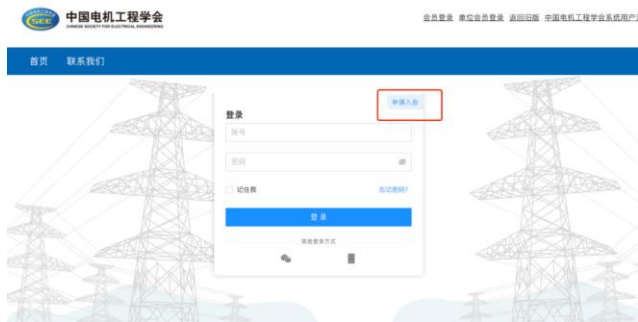 中国电机工程学会
CHINESE SOCIETY FOR ELECTRICAL ENGINEERING
会员登录 单位会员登录 返回旧版 中国电机工程学会系统用户
首页 联系我们
申请入会
登录
账号
密码
记住我 忘记密码?
登 录
其他登录方式